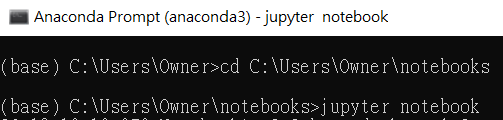 Anaconda Prompt (anaconda3) - jupyter notebook
(base) C:\Users\Owner>cd C:\Users\Owner\notebooks
(base) C:\Users\Owner\notebooks>jupyter notebook